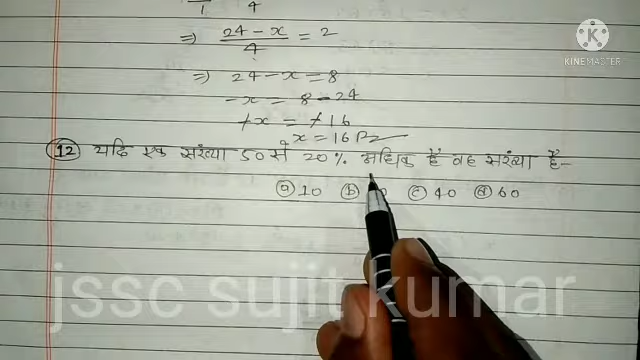 1 4
⇒ 24 - x / 4 = 2
⇒ 24 - x = 8
- x = 8 - 24
+x = +16
x = 16
(12) यदि एक संख्या 50 से 20% अधिक है वह संख्या है-
(a) 10 (b) 0 (c) 40 (d) 60
KINEMASTER
jssc sujit kumar